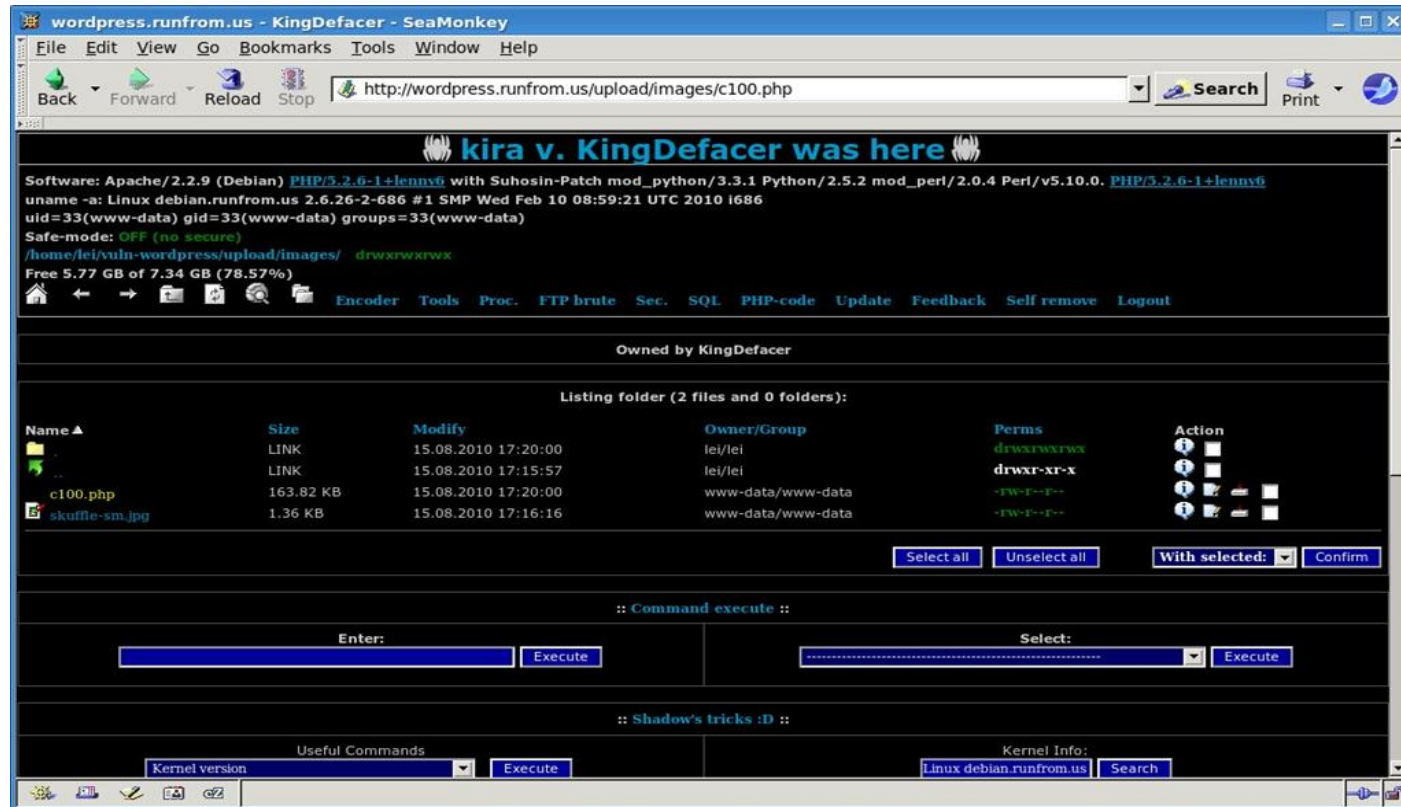 wordpress.runfrom.us - KingDefacer - SeaMonkey
File Edit View Go Bookmarks Tools Window Help
Back Forward Reload Stop http://wordpress.runfrom.us/upload/images/c100.php Search Print
kira v. KingDefacer was here
Software: Apache/2.2.9 (Debian) PHP/5.2.6-1+lenny6 with Suhosin-Patch mod_python/3.3.1 Python/2.5.2 mod_perl/2.0.4 Perl/v5.10.0. PHP/5.2.6-1+lenny6
uname -a: Linux debian.runfrom.us 2.6.26-2-686 #1 SMP Wed Feb 10 08:59:21 UTC 2010 i686
uid=33(www-data) gid=33(www-data) groups=33(www-data)
Safe-mode: OFF (no secure)
/home/lei/vuln-wordpress/upload/images/ drwxrwxrwx
Free 5.77 GB of 7.34 GB (78.57%)
Encoder Tools Proc. FTP brute Sec. SQL PHP-code Update Feedback Self remove Logout
Owned by KingDefacer
Listing folder (2 files and 0 folders):
Name Size Modify Owner/Group Perms Action
. LINK 15.08.2010 17:20:00 lei/lei drwxrwxrwx
.. LINK 15.08.2010 17:15:57 lei/lei drwxr-xr-x
c100.php 163.82 KB 15.08.2010 17:20:00 www-data/www-data -rw-r--r--
skuffle-sm.jpg 1.36 KB 15.08.2010 17:16:16 www-data/www-data -rw-r--r--
Select all Unselect all With selected: Confirm
:: Command execute ::
Enter: Select:
Execute ------------------------------------------------------------ Execute
:: Shadow's tricks :D ::
Useful Commands Kernel Info:
Kernel version Execute Linux debian.runfrom.us Search